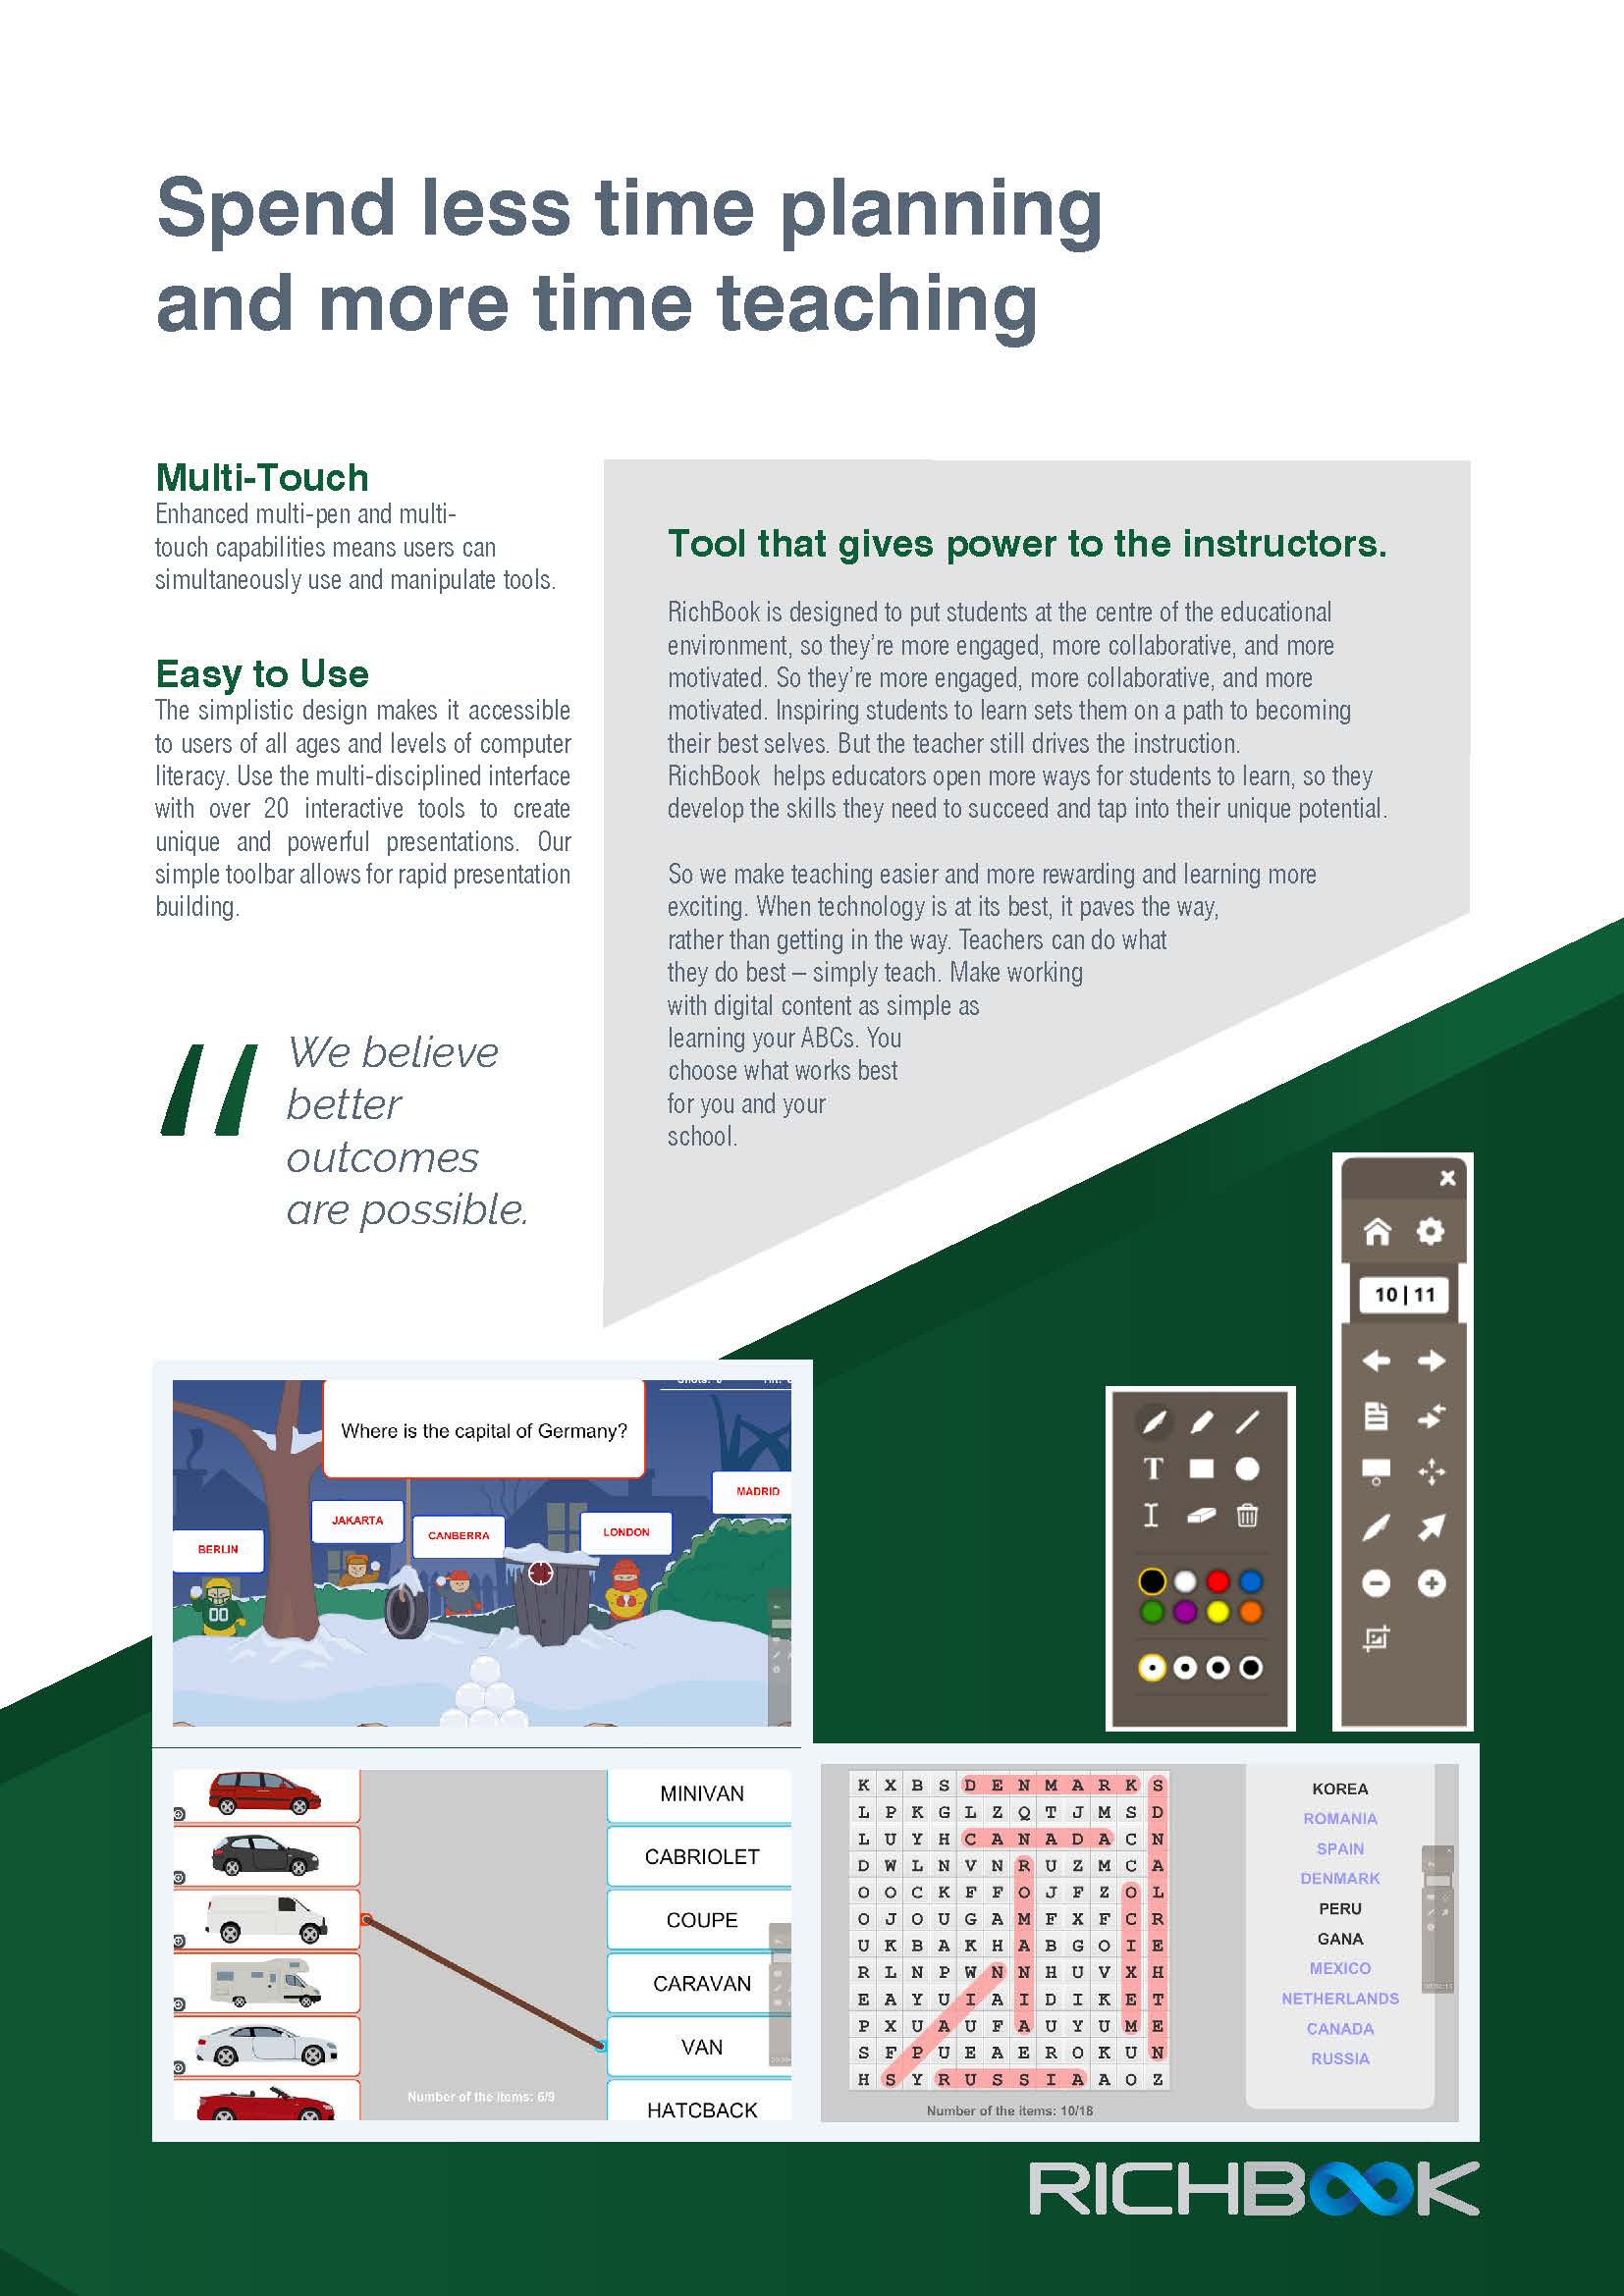 Spend less time planning
and more time teaching
Multi-Touch
Enhanced multi-pen and multi-
touch capabilities means users can
simultaneously use and manipulate tools.
Easy to Use
The simplistic design makes it accessible
to users of all ages and levels of computer
literacy. Use the multi-disciplined interface
with over 20 interactive tools to create
unique and powerful presentations. Our
simple toolbar allows for rapid presentation
building.
“ We believe
better
outcomes
are possible.
Tool that gives power to the instructors.
RichBook is designed to put students at the centre of the educational
environment, so they’re more engaged, more collaborative, and more
motivated. So they’re more engaged, more collaborative, and more
motivated. Inspiring students to learn sets them on a path to becoming
their best selves. But the teacher still drives the instruction.
RichBook helps educators open more ways for students to learn, so they
develop the skills they need to succeed and tap into their unique potential.
So we make teaching easier and more rewarding and learning more
exciting. When technology is at its best, it paves the way,
rather than getting in the way. Teachers can do what
they do best – simply teach. Make working
with digital content as simple as
learning your ABCs. You
choose what works best
for you and your
school.
10 | 11
T
Where is the capital of Germany?
MADRID
JAKARTA
CANBERRA
LONDON
BERLIN
00
MINIVAN
CABRIOLET
COUPE
CARAVAN
VAN
HATCBACK
Number of the items: 6/9
K X B S D E N M A R K S
L P K G L Z Q T J M S D
L U Y H C A N A D A C N
D W L N V N R U Z M C A
O O C K F F O J F Z O L
O J O U G A M F X F C R
U K B A K H A B G O I E
R L N P W N N H U V X H
E A Y U I A I D I K E T
P X U A U F A U Y U M E
S F P U E A E R O K U N
H S Y R U S S I A A O Z
Number of the items: 10/18
KOREA
ROMANIA
SPAIN
DENMARK
PERU
GANA
MEXICO
NETHERLANDS
CANADA
RUSSIA
RICHBOOK